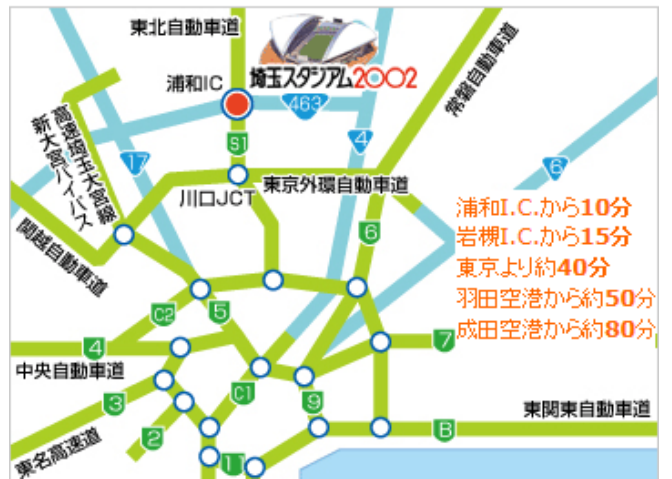 東北自動車道
埼玉スタジアム2002
浦和IC
463
常磐自動車道
高速埼玉大宮線
新大宮バイパス
17
S1
4
6
川口JCT
東京外環自動車道
関越自動車道
6
浦和I.C.から10分
岩槻I.C.から15分
東京より約40分
羽田空港から約50分
成田空港から約80分
C2
5
4
7
中央自動車道
C1
3
9
2
東関東自動車道
B
東名高速道
11